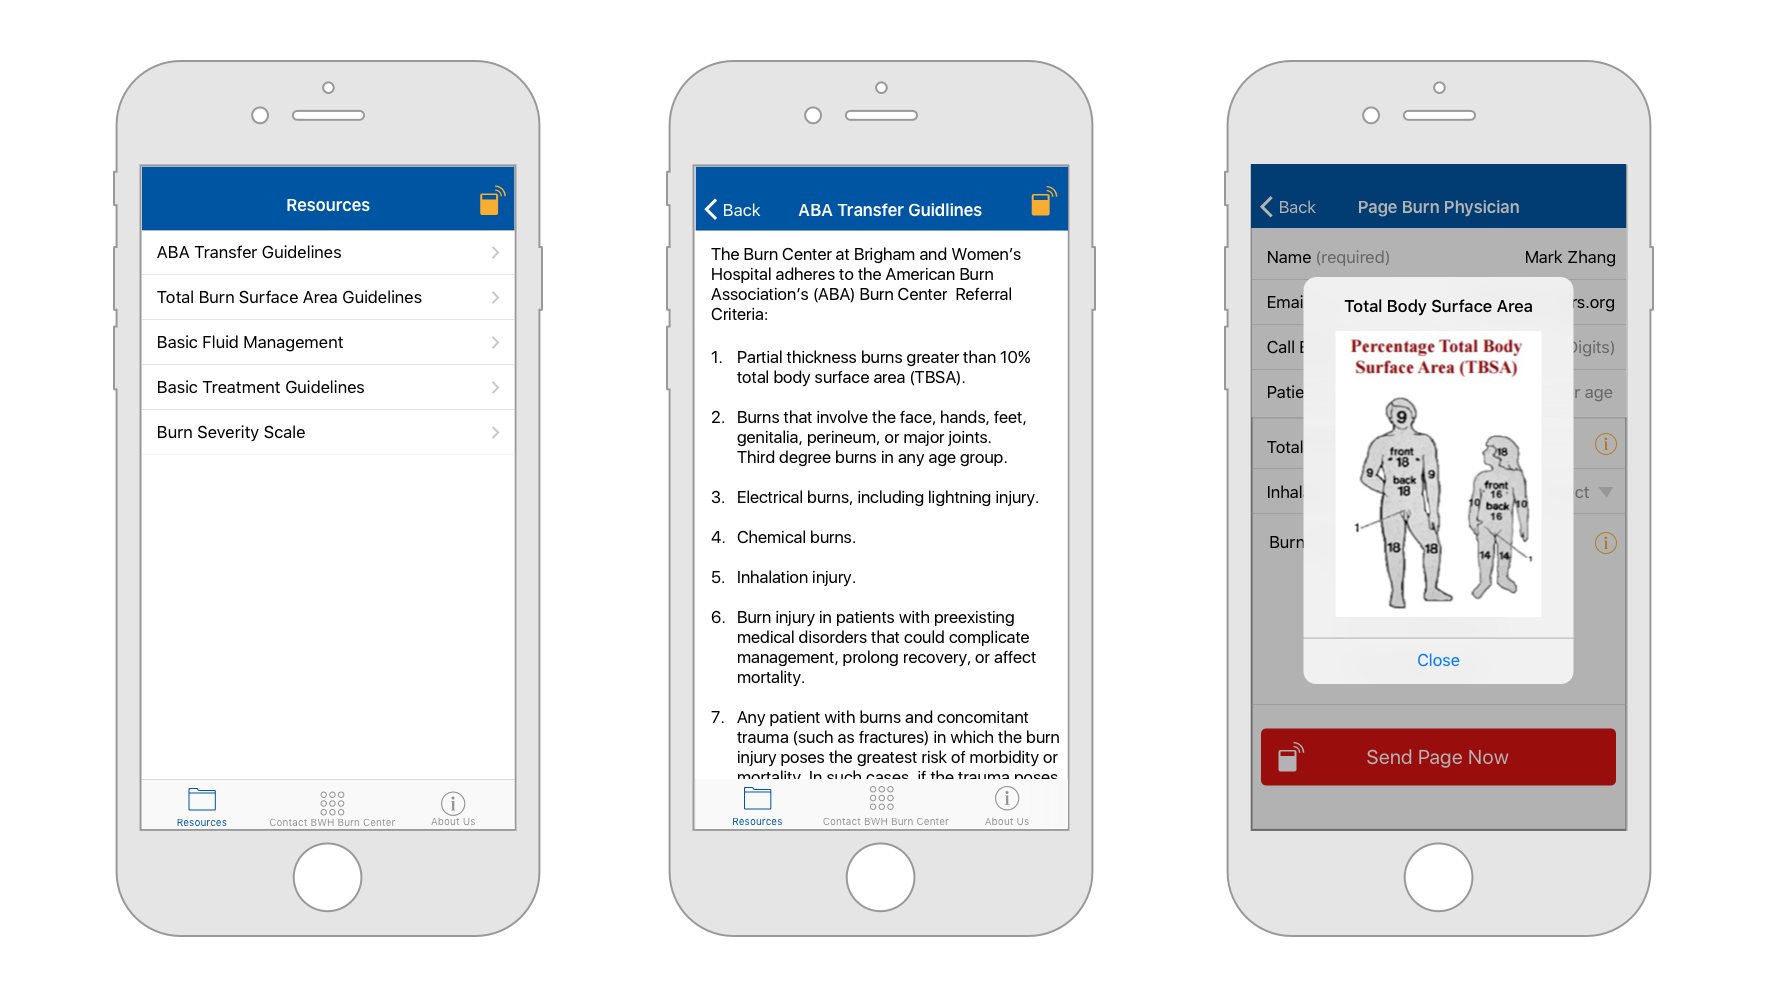 Resources
ABA Transfer Guidelines
Total Burn Surface Area Guidelines
Basic Fluid Management
Basic Treatment Guidelines
Burn Severity Scale
Resources
Contact BWH Burn Center
About Us
Back
ABA Transfer Guidlines
The Burn Center at Brigham and Women's
Hospital adheres to the American Burn
Association's (ABA) Burn Center Referral
Criteria:
1. Partial thickness burns greater than 10%
total body surface area (TBSA).
2. Burns that involve the face, hands, feet,
genitalia, perineum, or major joints.
Third degree burns in any age group.
3. Electrical burns, including lightning injury.
4. Chemical burns.
5. Inhalation injury.
6. Burn injury in patients with preexisting
medical disorders that could complicate
management, prolong recovery, or affect
mortality.
7. Any patient with burns and concomitant
trauma (such as fractures) in which the burn
injury poses the greatest risk of morbidity or
mortality. In such cases, if the trauma poses
Resources
Contact BWH Burn Center
About Us
Back
Page Burn Physician
Name (required) Mark Zhang
Emai rs.org
Call
Patie r age
Total
Inhal ct
Burn
Total Body Surface Area
Percentage Total Body
Surface Area (TBSA)
9
front
18
9 9
back
18
1
18 18
18
front
16
10 10
back
16
14 14
1
Close
Send Page Now